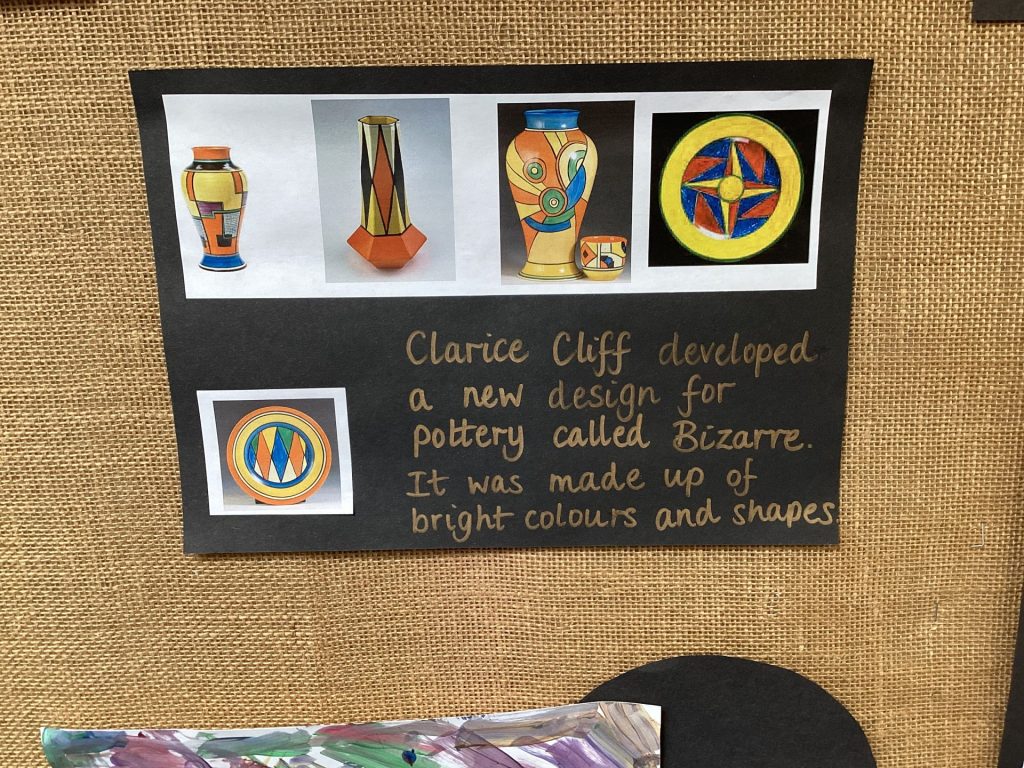 Clarice Cliff developed
a new design for
pottery called Bizarre.
It was made up of
bright colours and shapes.